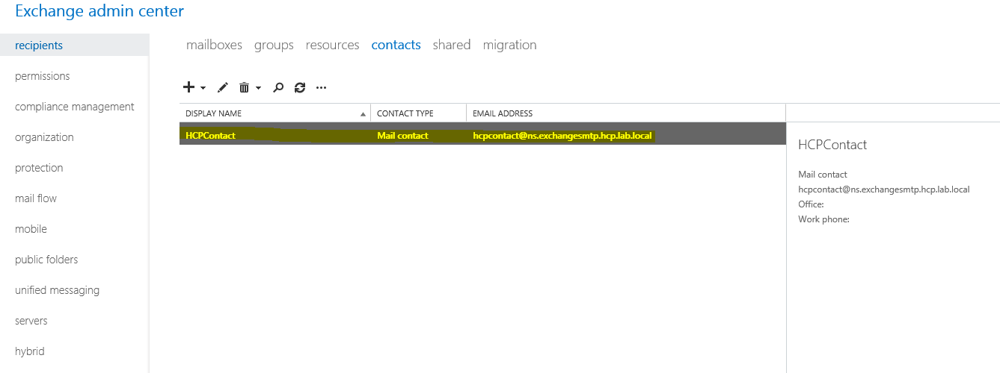 Exchange admin center
recipients
permissions
compliance management
organization
protection
mail flow
mobile
public folders
unified messaging
servers
hybrid
mailboxes groups resources contacts shared migration
DISPLAY NAME CONTACT TYPE EMAIL ADDRESS
HCPContact Mail contact hcpcontact@ns.exchangesmtp.hcp.lab.local
HCPContact
Mail contact
hcpcontact@ns.exchangesmtp.hcp.lab.local
Office:
Work phone: